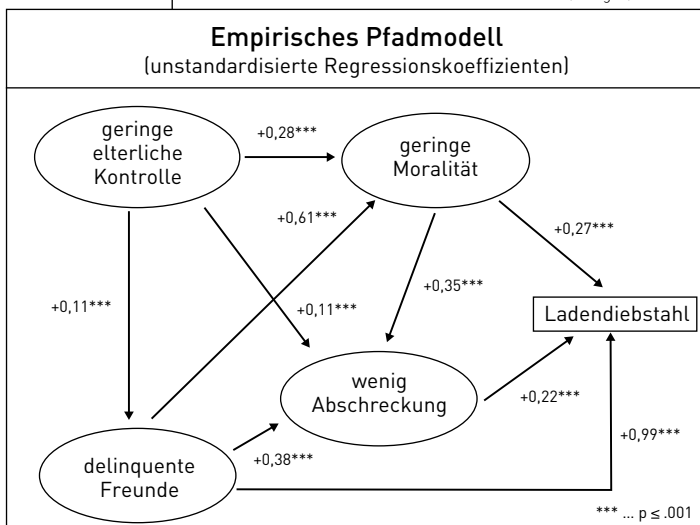 Empirisches Pfadmodell
(unstandardisierte Regressionskoeffizienten)
geringe
elterliche
Kontrolle
+0,28***
geringe
Moralität
+0,61***
+0,27***
+0,11***
+0,11***
+0,35***
Ladendiebstahl
wenig
Abschreckung
+0,22***
+0,99***
+0,38***
delinquente
Freunde
*** ... p ≤ .001